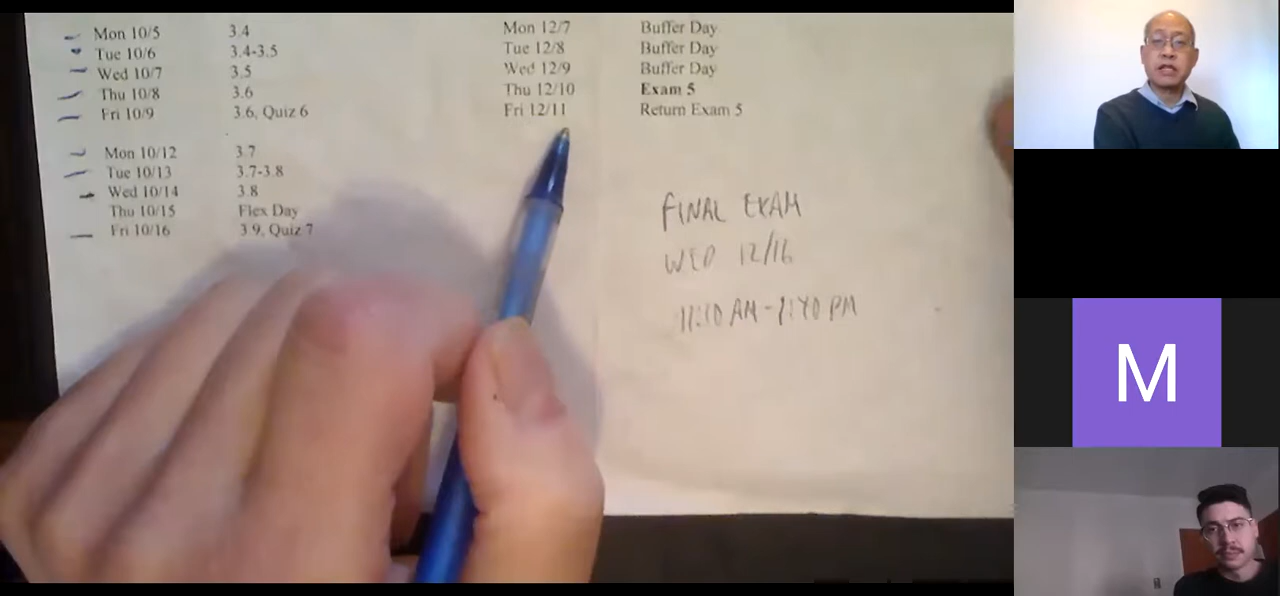 Mon 10/5 3.4
Tue 10/6 3.4-3.5
Wed 10/7 3.5
Thu 10/8 3.6
Fri 10/9 3.6, Quiz 6
Mon 10/12 3.7
Tue 10/13 3.7-3.8
Wed 10/14 3.8
Thu 10/15 Flex Day
Fri 10/16 3.9, Quiz 7
Mon 12/7 Buffer Day
Tue 12/8 Buffer Day
Wed 12/9 Buffer Day
Thu 12/10 Exam 5
Fri 12/11 Return Exam 5
FINAL EXAM
WED 12/16
AM - PM
M